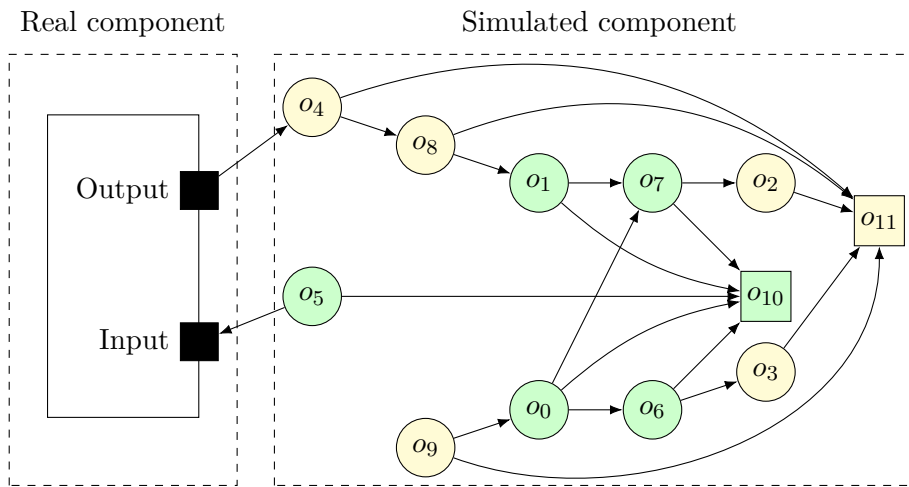 Real component
Simulated component
o4
o8
Output
o1
o7
o2
o11
o5
o10
Input
o3
o0
o6
o9